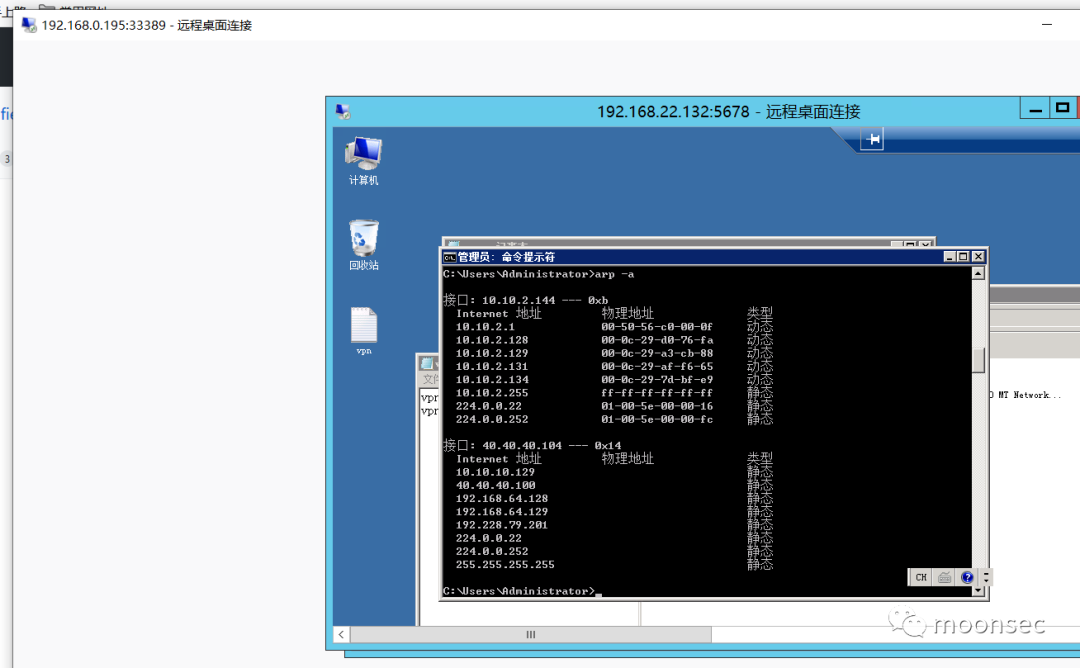 192.168.0.195:33389 - 远程桌面连接
192.168.22.132:5678 - 远程桌面连接
计算机
回收站
vpn
管理员: 命令提示符
C:\Users\Administrator>arp -a
接口: 10.10.2.144 --- 0xb
Internet 地址 物理地址 类型
10.10.2.1 00-50-56-c0-00-0f 动态
10.10.2.128 00-0c-29-d0-76-fa 动态
10.10.2.129 00-0c-29-a3-cb-88 动态
10.10.2.131 00-0c-29-af-f6-65 动态
10.10.2.134 00-0c-29-7d-bf-e9 动态
10.10.2.255 ff-ff-ff-ff-ff-ff 静态
224.0.0.22 01-00-5e-00-00-16 静态
224.0.0.252 01-00-5e-00-00-fc 静态
接口: 40.40.40.104 --- 0x14
Internet 地址 物理地址 类型
10.10.10.129 静态
40.40.40.100 静态
192.168.64.128 静态
192.168.64.129 静态
192.228.79.201 静态
224.0.0.22 静态
224.0.0.252 静态
255.255.255.255 静态
C:\Users\Administrator>
文
vpr
vpr
MT Network...
CH
moonsec
3